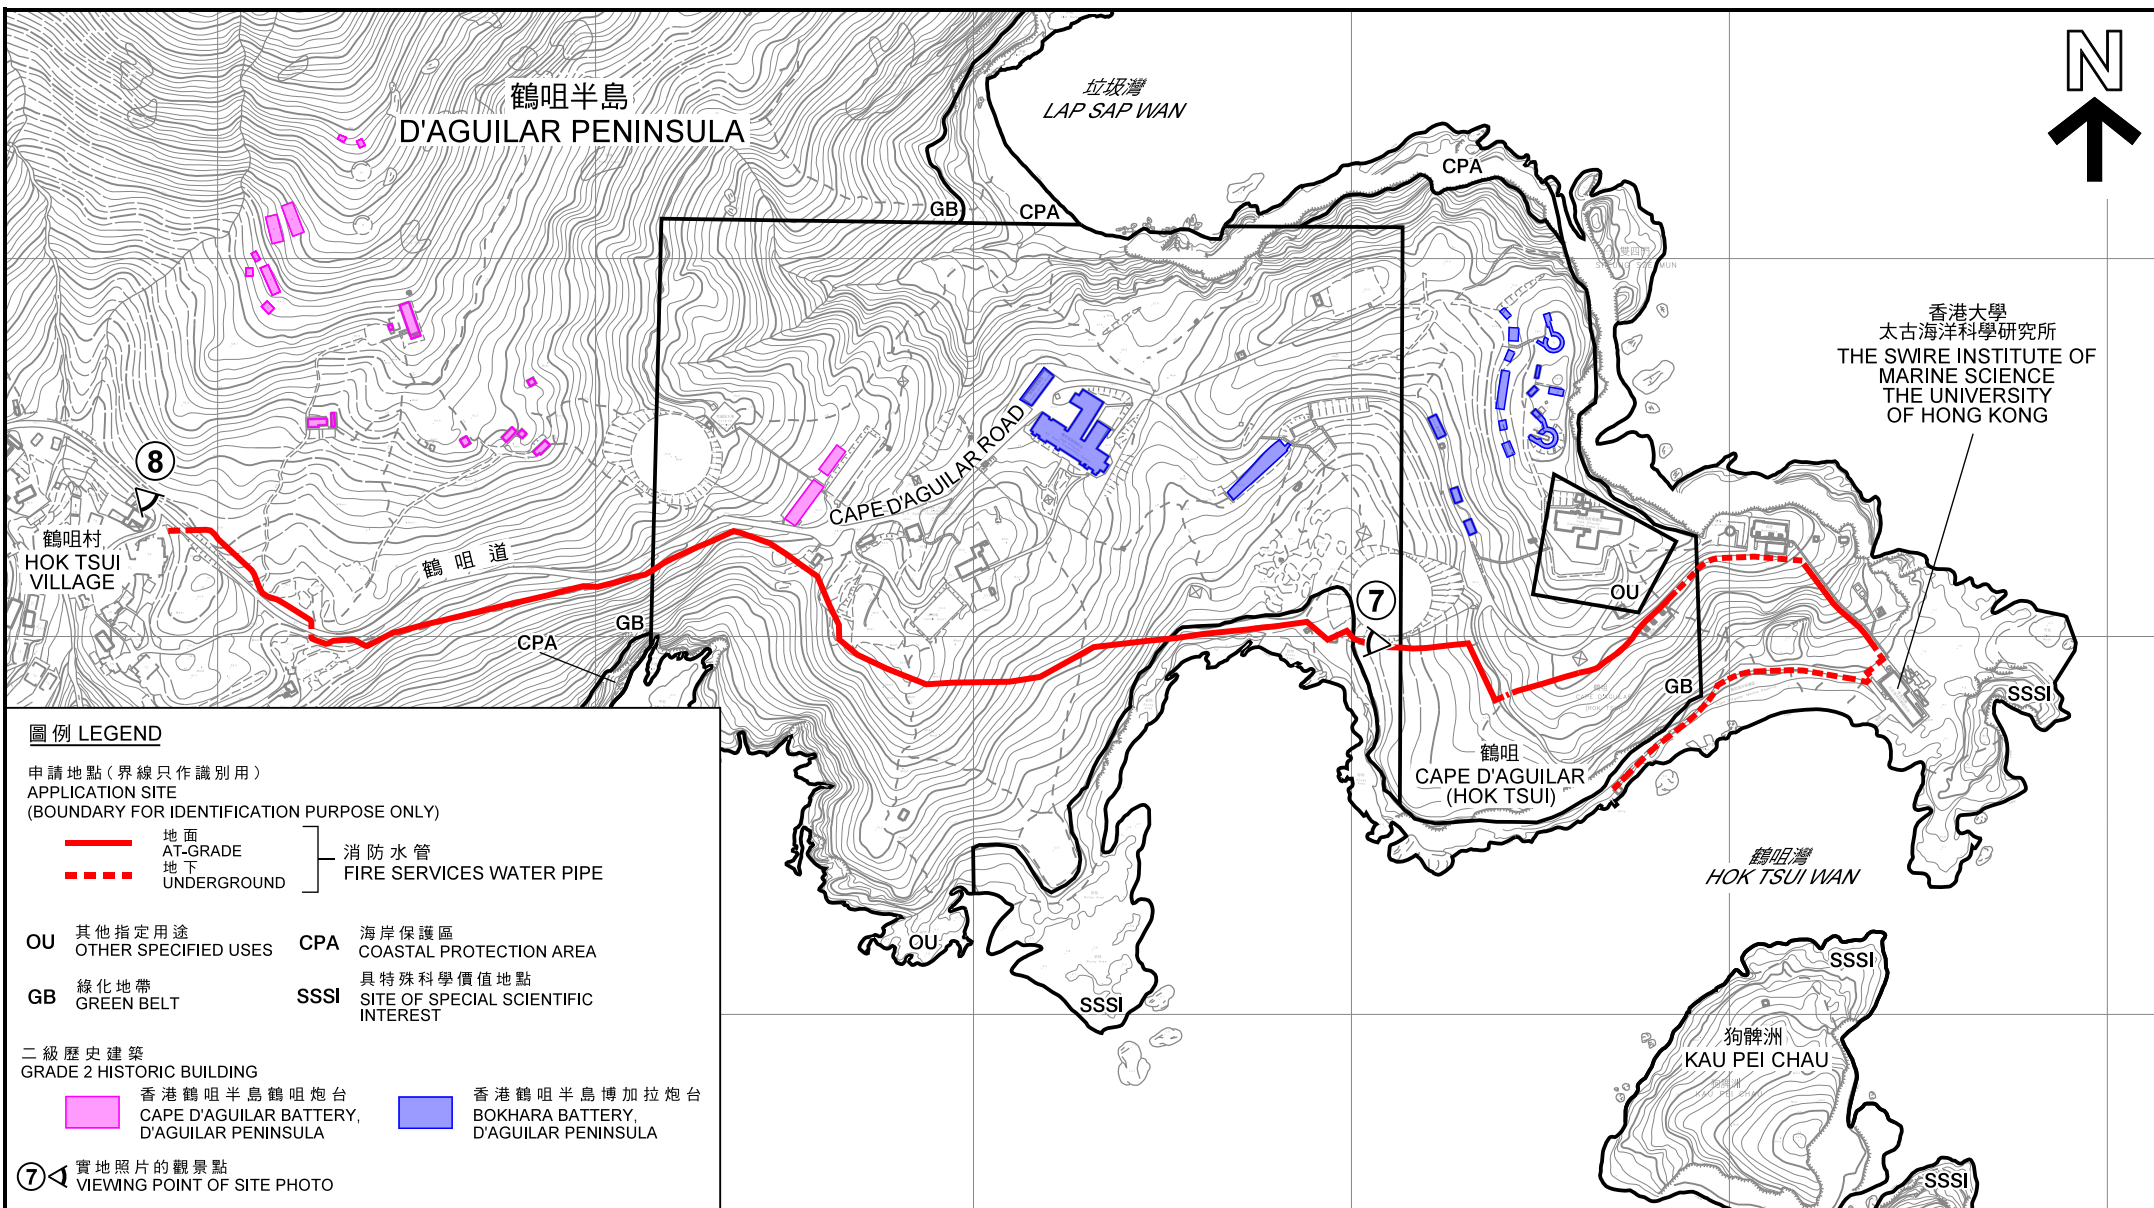 鶴咀半島
D'AGUILAR PENINSULA
垃圾灣
LAP SAP WAN
N
CPA
GB
CPA
香港大學
太古海洋科學研究所
THE SWIRE INSTITUTE OF
MARINE SCIENCE
THE UNIVERSITY
OF HONG KONG
8
CAPE D'AGUILAR ROAD
鶴咀村
HOK TSUI
VILLAGE
鶴咀道
7
OU
GB
CPA
GB
SSSI
鶴咀
CAPE D'AGUILAR
(HOK TSUI)
鶴咀灣
HOK TSUI WAN
OU
SSSI
SSSI
狗髀洲
KAU PEI CHAU
SSSI
圖例 LEGEND
申請地點(界線只作識別用)
APPLICATION SITE
(BOUNDARY FOR IDENTIFICATION PURPOSE ONLY)
地面
AT-GRADE
地下
UNDERGROUND
消防水管
FIRE SERVICES WATER PIPE
OU 其他指定用途
OTHER SPECIFIED USES
CPA 海岸保護區
COASTAL PROTECTION AREA
GB 綠化地帶
GREEN BELT
SSSI 具特殊科學價值地點
SITE OF SPECIAL SCIENTIFIC
INTEREST
二級歷史建築
GRADE 2 HISTORIC BUILDING
香港鶴咀半島鶴咀炮台
CAPE D'AGUILAR BATTERY,
D'AGUILAR PENINSULA
香港鶴咀半島博加拉炮台
BOKHARA BATTERY,
D'AGUILAR PENINSULA
7 實地照片的觀景點
VIEWING POINT OF SITE PHOTO